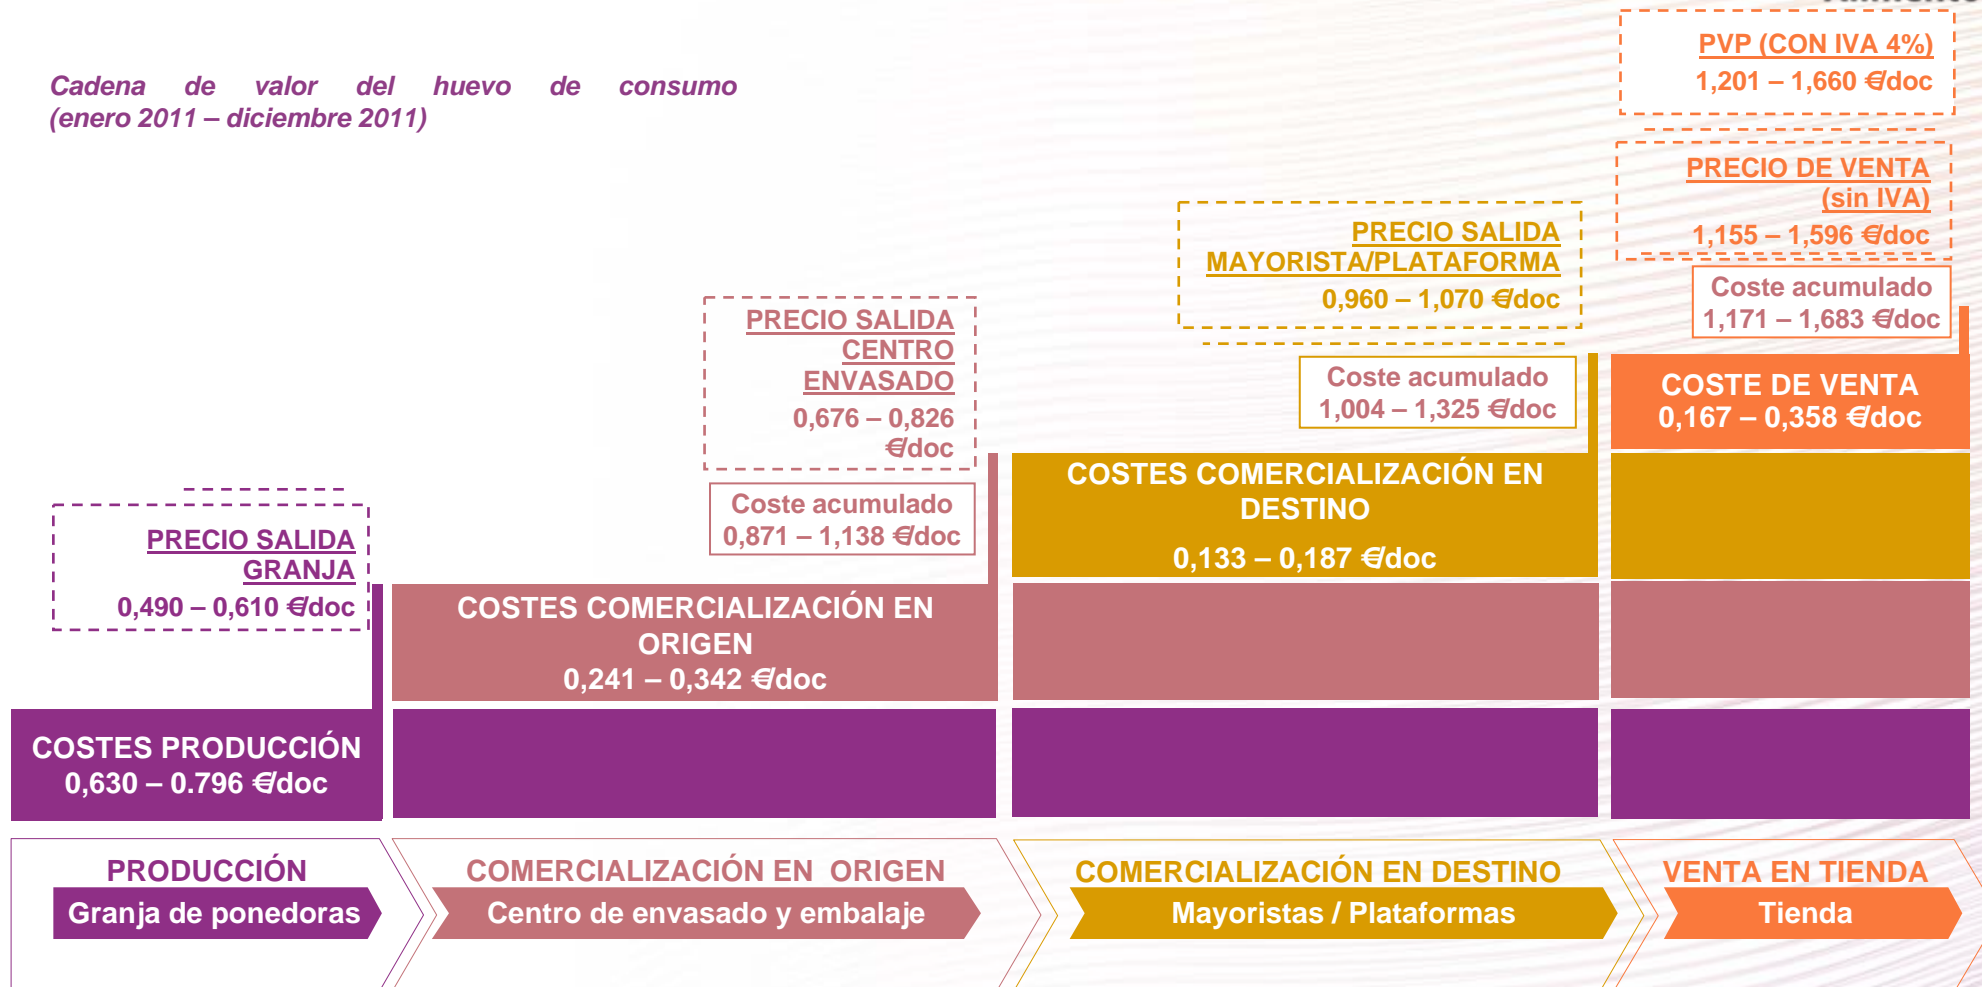 Cadena de valor del huevo de consumo
(enero 2011 – diciembre 2011)
PVP (CON IVA 4%)
1,201 – 1,660 €/doc
PRECIO DE VENTA
(sin IVA)
1,155 – 1,596 €/doc
Coste acumulado
1,171 – 1,683 €/doc
PRECIO SALIDA
MAYORISTA/PLATAFORMA
0,960 – 1,070 €/doc
Coste acumulado
1,004 – 1,325 €/doc
PRECIO SALIDA
CENTRO
ENVASADO
0,676 – 0,826
€/doc
Coste acumulado
0,871 – 1,138 €/doc
PRECIO SALIDA
GRANJA
0,490 – 0,610 €/doc
COSTE DE VENTA
0,167 – 0,358 €/doc
COSTES COMERCIALIZACIÓN EN
DESTINO
0,133 – 0,187 €/doc
COSTES COMERCIALIZACIÓN EN
ORIGEN
0,241 – 0,342 €/doc
COSTES PRODUCCIÓN
0,630 – 0.796 €/doc
PRODUCCIÓN
Granja de ponedoras
COMERCIALIZACIÓN EN ORIGEN
Centro de envasado y embalaje
COMERCIALIZACIÓN EN DESTINO
Mayoristas / Plataformas
VENTA EN TIENDA
Tienda